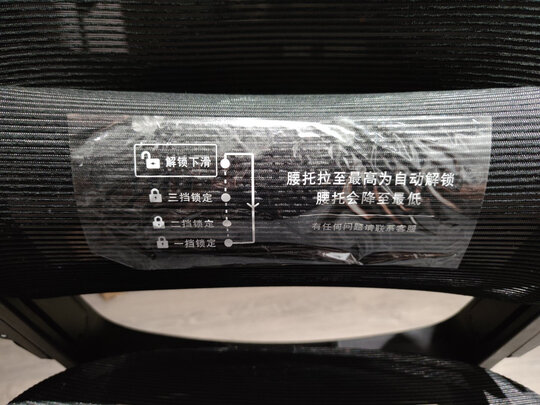 解锁下滑
三挡锁定
二挡锁定
一挡锁定
腰托拉至最高为自动解锁
腰托会降至最低
有任何问题请联系客服